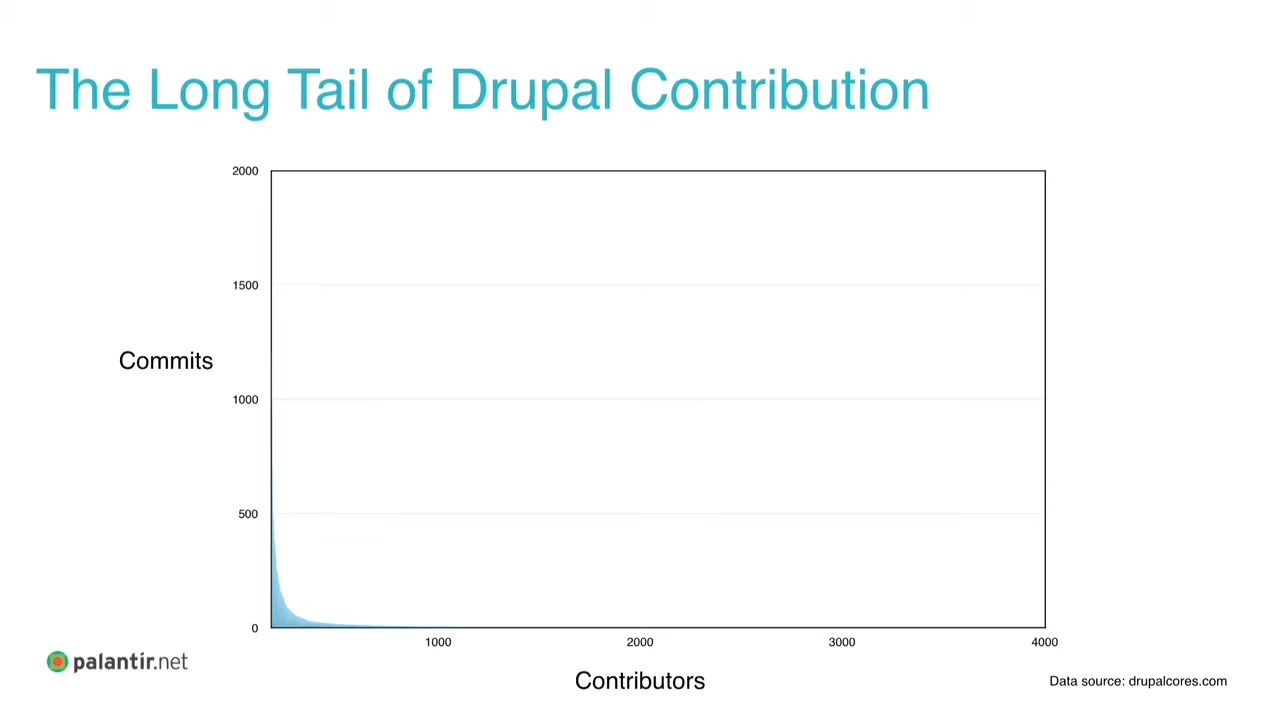 The Long Tail of Drupal Contribution
2000
1500
Commits
1000
500
0
1000 2000 3000 4000
palantir.net
Contributors
Data source: drupalcores.com